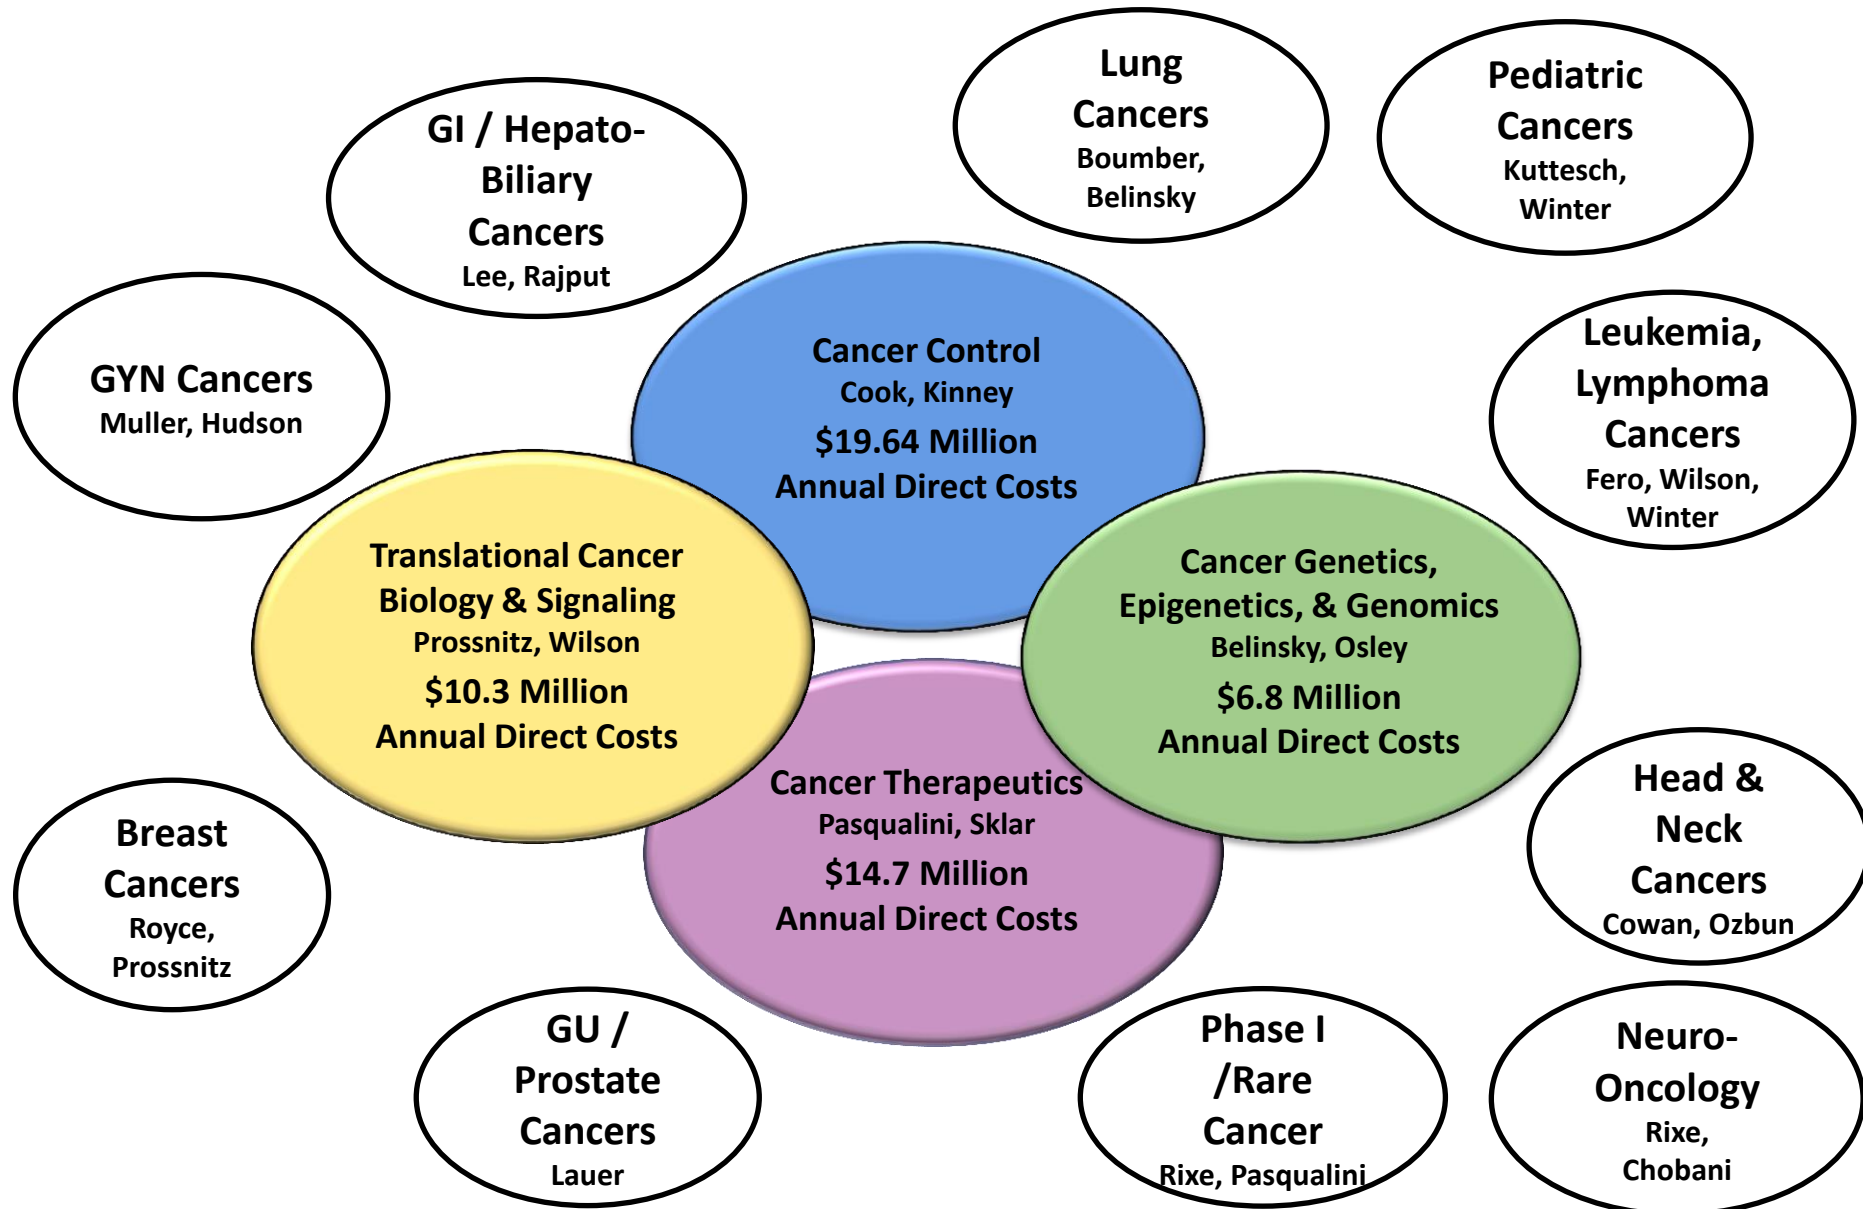 Lung
Cancers
Boumber,
Belinsky
Pediatric
Cancers
Kuttesch,
Winter
GI / Hepato-
Biliary
Cancers
Lee, Rajput
GYN Cancers
Muller, Hudson
Cancer Control
Cook, Kinney
$19.64 Million
Annual Direct Costs
Leukemia,
Lymphoma
Cancers
Fero, Wilson,
Winter
Translational Cancer
Biology & Signaling
Prossnitz, Wilson
$10.3 Million
Annual Direct Costs
Cancer Genetics,
Epigenetics, & Genomics
Belinsky, Osley
$6.8 Million
Annual Direct Costs
Cancer Therapeutics
Pasqualini, Sklar
$14.7 Million
Annual Direct Costs
Head &
Neck
Cancers
Cowan, Ozbun
Breast
Cancers
Royce,
Prossnitz
GU /
Prostate
Cancers
Lauer
Phase I
/Rare
Cancer
Rixe, Pasqualini
Neuro-
Oncology
Rixe,
Chobani